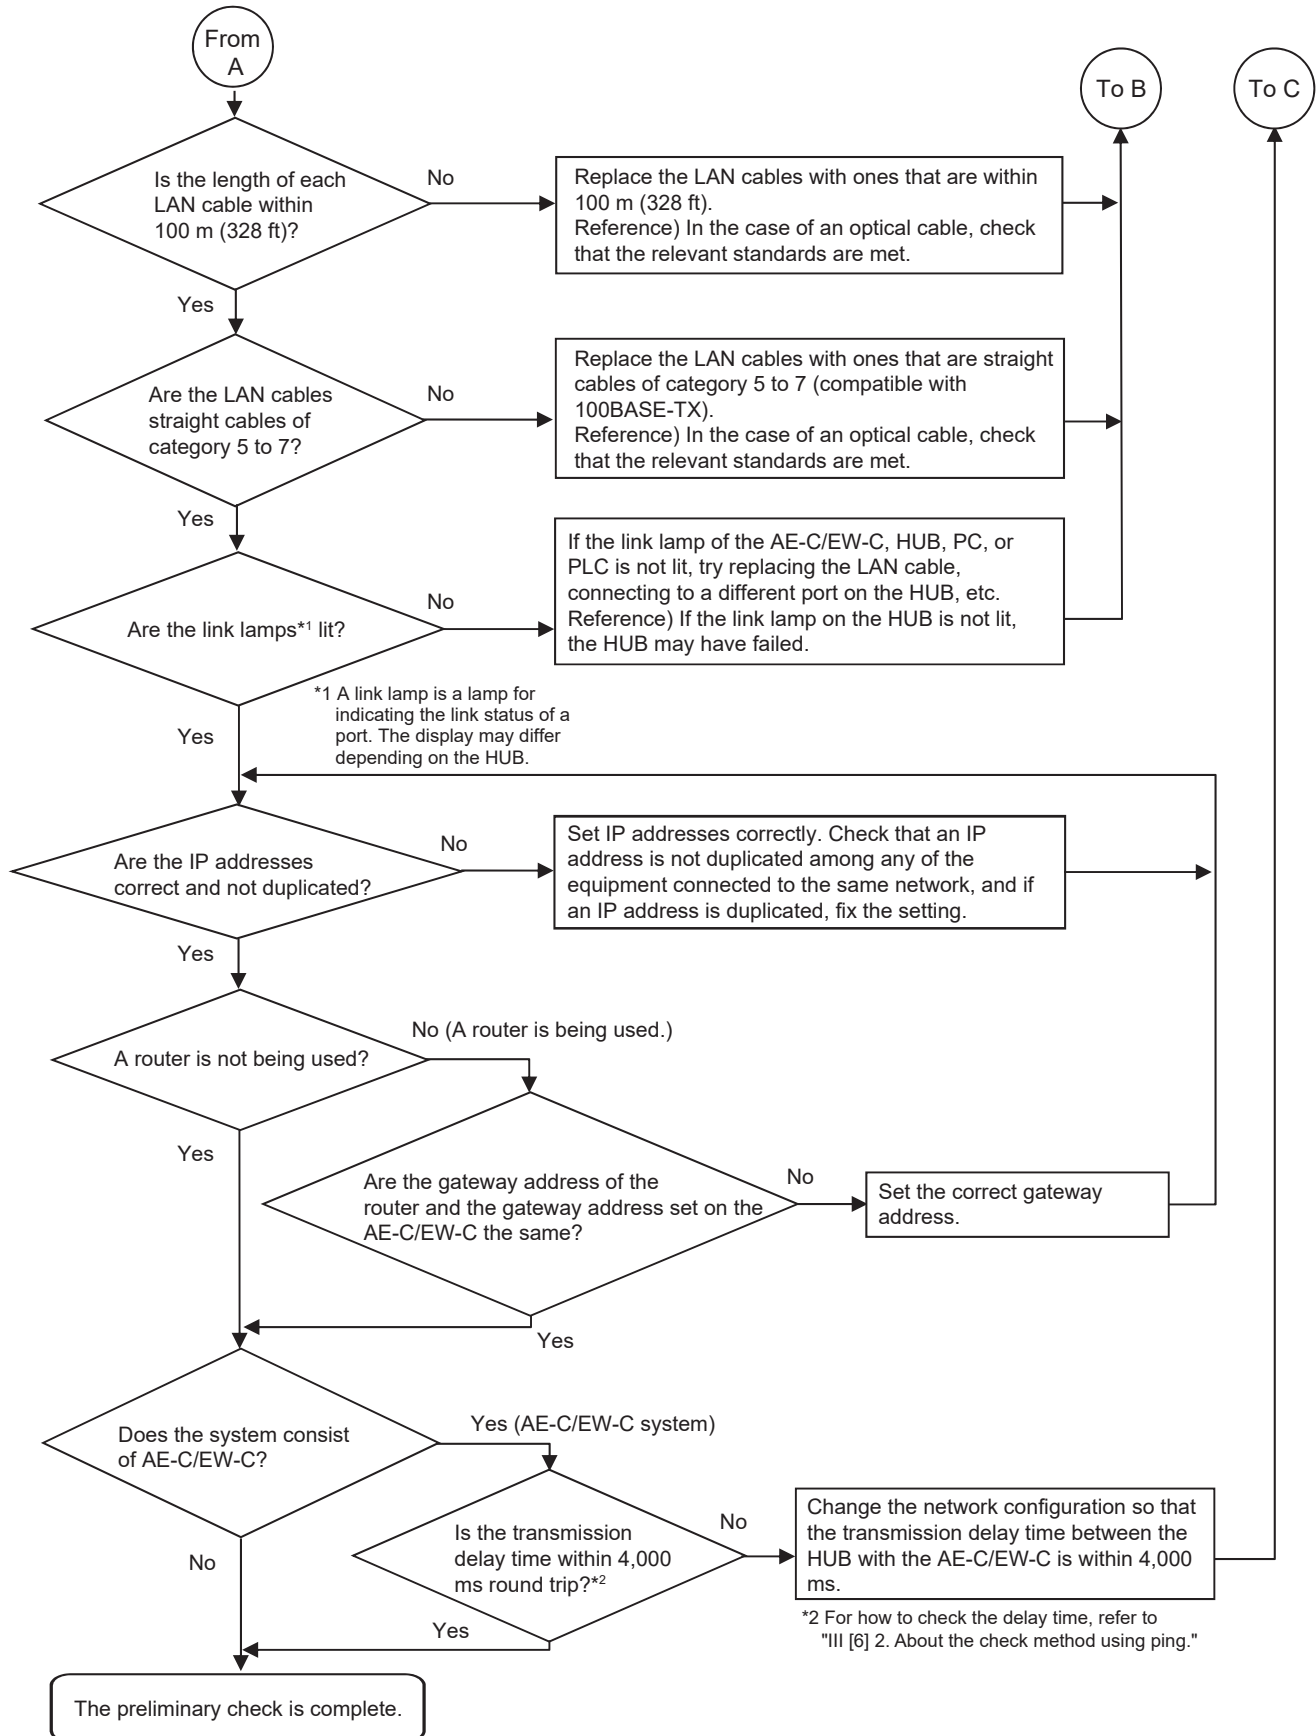 From
A
To B
To C
Is the length of each
LAN cable within
100 m (328 ft)?
No
Replace the LAN cables with ones that are within
100 m (328 ft).
Reference) In the case of an optical cable, check
that the relevant standards are met.
Yes
Are the LAN cables
straight cables of
category 5 to 7?
No
Replace the LAN cables with ones that are straight
cables of category 5 to 7 (compatible with
100BASE-TX).
Reference) In the case of an optical cable, check
that the relevant standards are met.
Yes
Are the link lamps*1 lit?
No
If the link lamp of the AE-C/EW-C, HUB, PC, or
PLC is not lit, try replacing the LAN cable,
connecting to a different port on the HUB, etc.
Reference) If the link lamp on the HUB is not lit,
the HUB may have failed.
*1 A link lamp is a lamp for
indicating the link status of a
port. The display may differ
depending on the HUB.
Yes
Are the IP addresses
correct and not duplicated?
No
Set IP addresses correctly. Check that an IP
address is not duplicated among any of the
equipment connected to the same network, and if
an IP address is duplicated, fix the setting.
Yes
A router is not being used?
No (A router is being used.)
Yes
Are the gateway address of the
router and the gateway address set on the
AE-C/EW-C the same?
No
Set the correct gateway
address.
Yes
Does the system consist
of AE-C/EW-C?
Yes (AE-C/EW-C system)
No
Is the transmission
delay time within 4,000
ms round trip?*2
No
Change the network configuration so that
the transmission delay time between the
HUB with the AE-C/EW-C is within 4,000
ms.
*2 For how to check the delay time, refer to
"III [6] 2. About the check method using ping."
Yes
The preliminary check is complete.